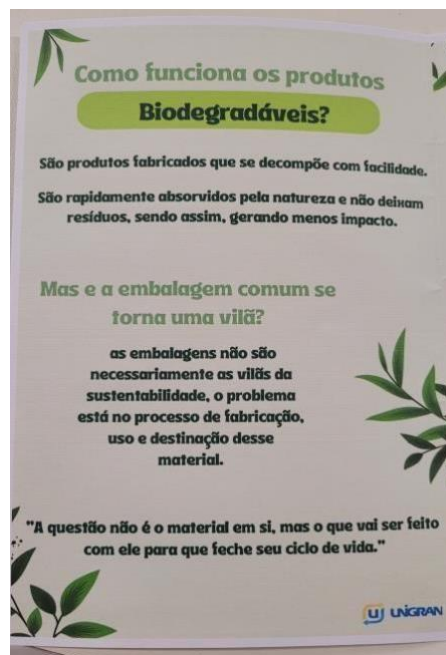 Como funciona os produtos
Biodegradáveis?
São produtos fabricados que se decompõe com facilidade.
São rapidamente absorvidos pela natureza e não deixam
resíduos, sendo assim, gerando menos impacto.
Mas e a embalagem comum se
torna uma vilã?
as embalagens não são
necessariamente as vilãs da
sustentabilidade, o problema
está no processo de fabricação,
uso e destinação desse
material.
"A questão não é o material em si, mas o que vai ser feito
com ele para que feche seu ciclo de vida."
U UNIGRAN